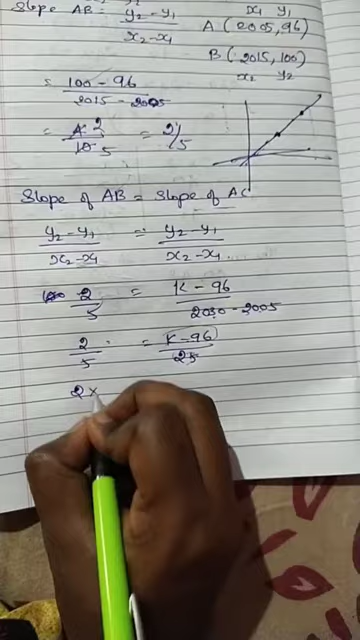 Slope AB = y₂ - y₁ / x₂ - x₁
x₁ y₁
A (2005, 96)
B (2015, 100)
x₂ y₂
= 100 - 96 / 2015 - 2005
= 4 2 / 10 5 = 2/5
Slope of AB = Slope of AC
y₂ - y₁ / x₂ - x₁ = y₂ - y₁ / x₂ - x₁
2 / 5 = K - 96 / 2030 - 2005
2 / 5 = K - 96 / 25
2 x